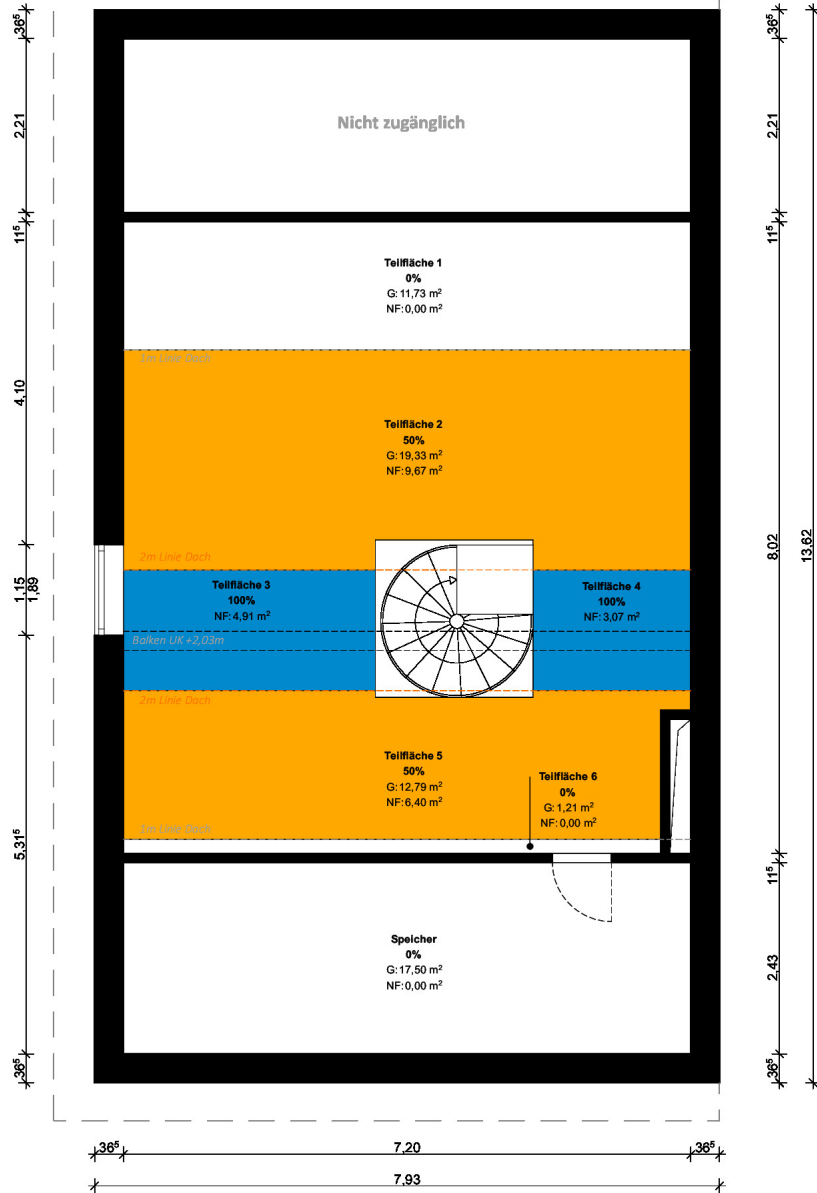 36⁵
36⁵
2,21
Nicht zugänglich
2,21
11⁵
11⁵
Teilfläche 1
0%
G: 11,73 m²
NF: 0,00 m²
1m Linie Dach
4,10
Teilfläche 2
50%
G: 19,33 m²
NF: 9,67 m²
2m Linie Dach
8,02
13,62
1,15
1,89
Teilfläche 3
100%
NF: 4,91 m²
Teilfläche 4
100%
NF: 3,07 m²
Balken UK +2,03m
2m Linie Dach
Teilfläche 5
50%
G: 12,79 m²
NF: 6,40 m²
Teilfläche 6
0%
G: 1,21 m²
NF: 0,00 m²
1m Linie Dach
5,31⁵
11⁵
Speicher
0%
G: 17,50 m²
NF: 0,00 m²
2,43
36⁵
36⁵
36⁵
7,20
36⁵
7,93